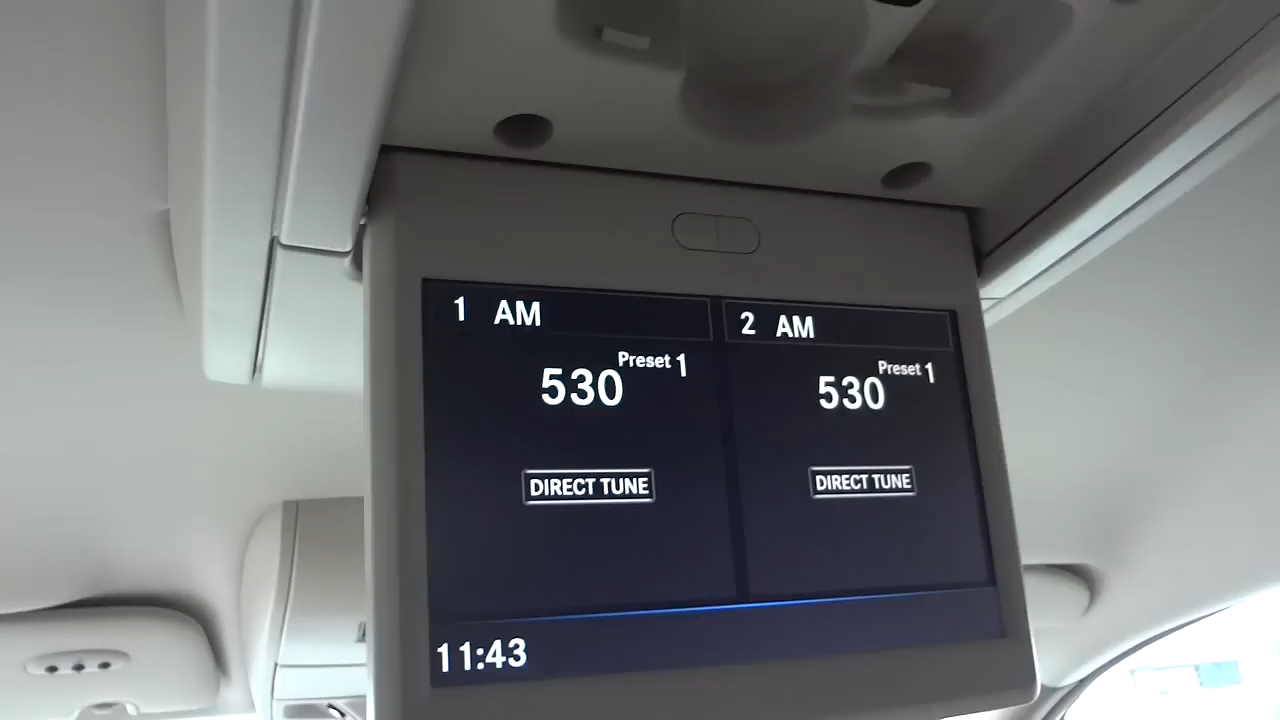 1 AM
Preset 1
530
DIRECT TUNE
2 AM
Preset 1
530
DIRECT TUNE
11:43